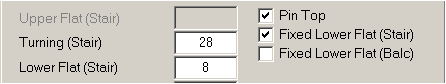 Upper Flat (Stair)
Pin Top
Turning (Stair) 28
Fixed Lower Flat (Stair)
Lower Flat (Stair) 8
Fixed Lower Flat (Balc)